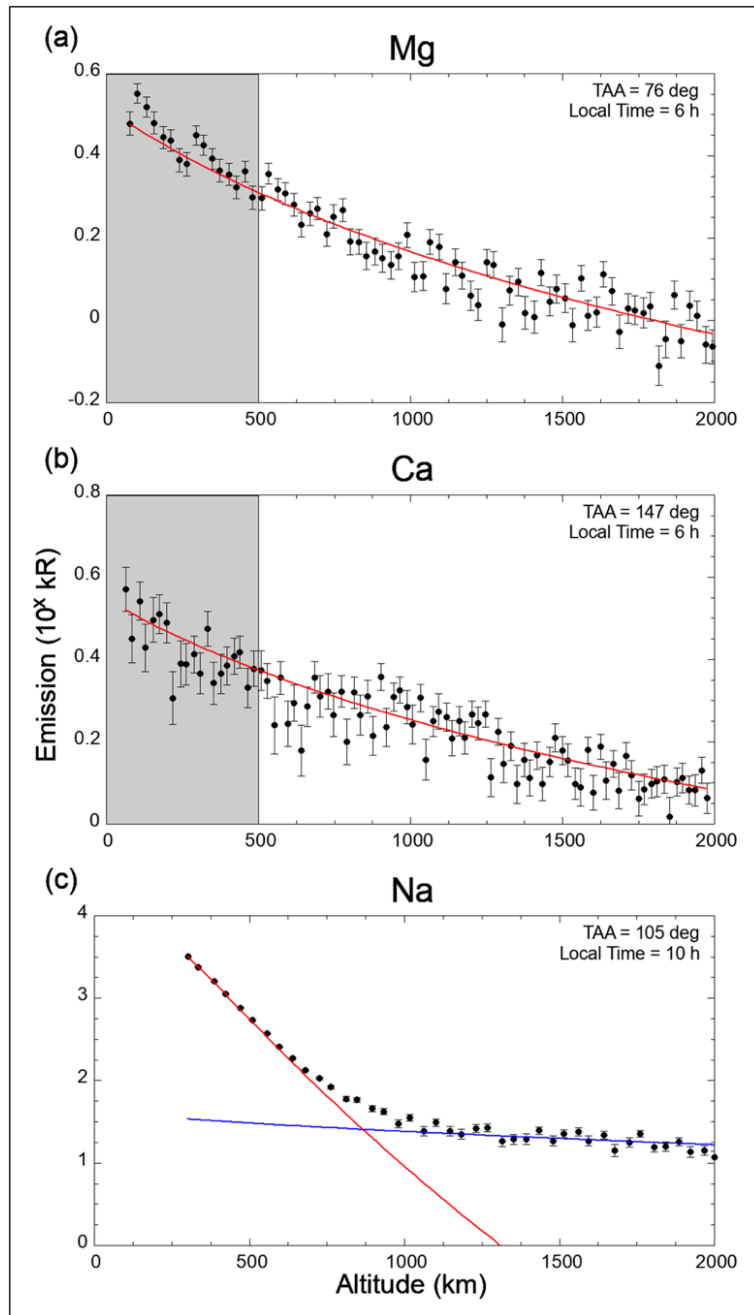 (a)
Mg
TAA = 76 deg
Local Time = 6 h
0.6
0.4
0.2
0
-0.2
0 500 1000 1500 2000
(b)
Ca
TAA = 147 deg
Local Time = 6 h
0.8
0.6
0.4
0.2
0
0 500 1000 1500 2000
Emission (10ˣ kR)
(c)
Na
TAA = 105 deg
Local Time = 10 h
4
3
2
1
0
0 500 1000 1500 2000
Altitude (km)